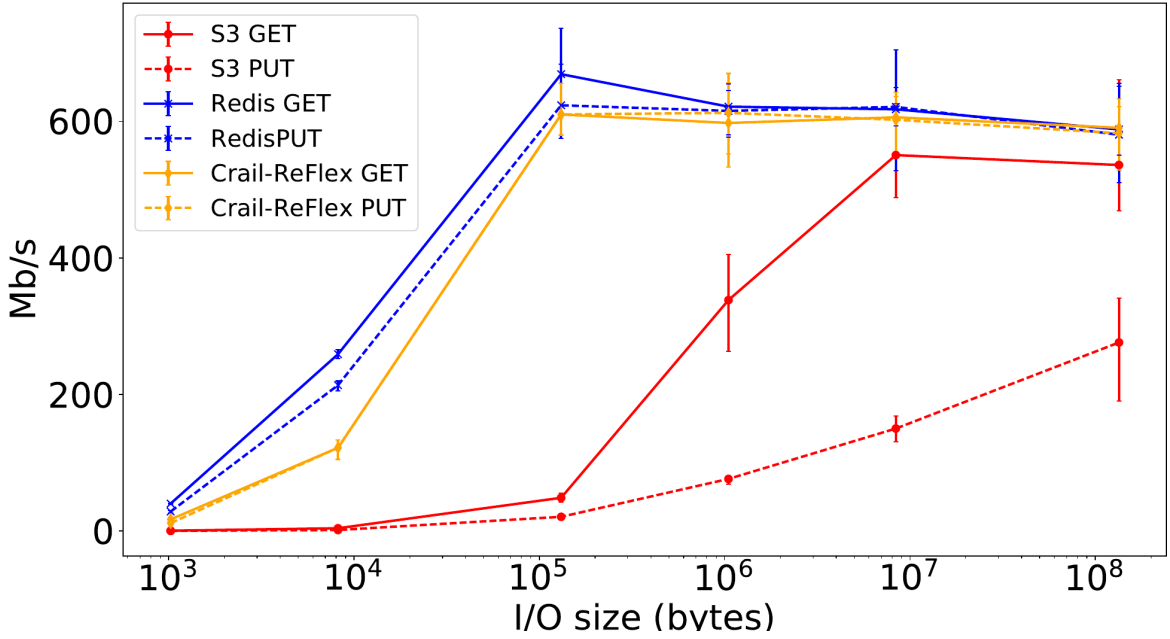 S3 GET
S3 PUT
Redis GET
RedisPUT
Crail-ReFlex GET
Crail-ReFlex PUT
Mb/s
600
400
200
0
10³ 10⁴ 10⁵ 10⁶ 10⁷ 10⁸
I/O size (bytes)